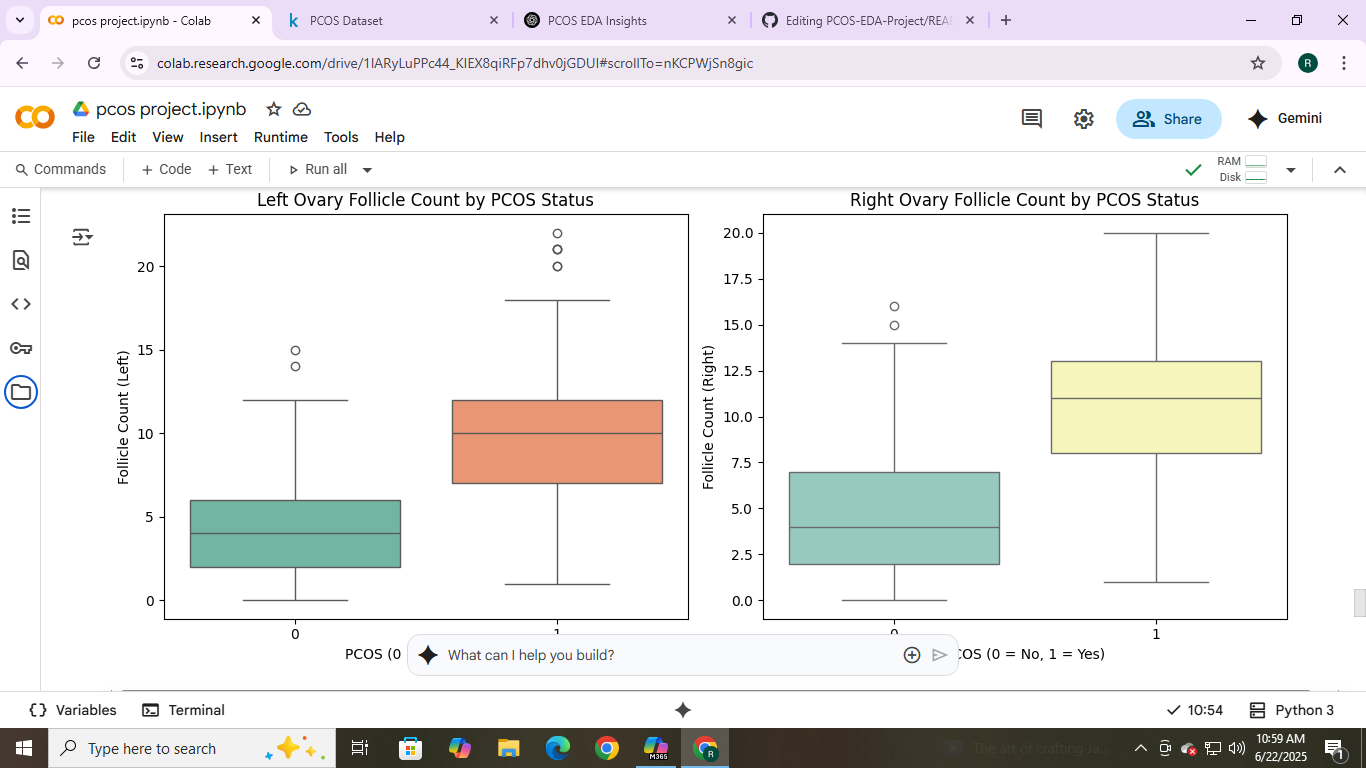 pcos project.ipynb - Colab
PCOS Dataset
PCOS EDA Insights
Editing PCOS-EDA-Project/REA
colab.research.google.com/drive/1IARyLuPPc44_KlEX8qiRFp7dhv0jGDUI#scrollTo=nKCPWjSn8gic
R
pcos project.ipynb
File Edit View Insert Runtime Tools Help
Share
Gemini
Commands
+ Code + Text
Run all
RAM
Disk
Left Ovary Follicle Count by PCOS Status
Follicle Count (Left)
20
15
10
5
0
0 1
PCOS (0
Right Ovary Follicle Count by PCOS Status
Follicle Count (Right)
20.0
17.5
15.0
12.5
10.0
7.5
5.0
2.5
0.0
0 1
COS (0 = No, 1 = Yes)
What can I help you build?
Variables
Terminal
10:54
Python 3
Type here to search
M365
R
The art of crafting Ja...
10:59 AM
6/22/2025
1